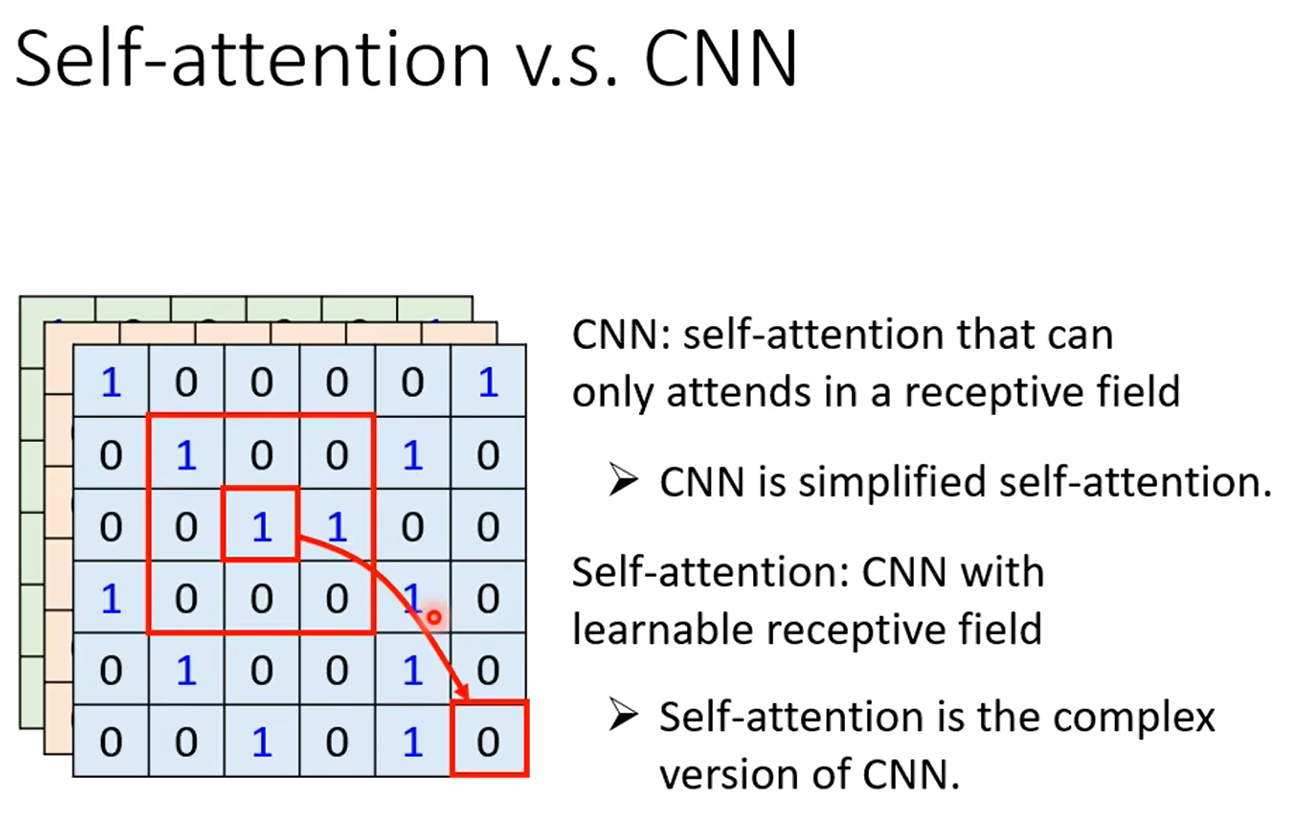 Self-attention v.s. CNN
1 0 0 0 0 1
0 1 0 0 1 0
0 0 1 1 0 0
1 0 0 0 1 0
0 1 0 0 1 0
0 0 1 0 1 0
CNN: self-attention that can
only attends in a receptive field
➢ CNN is simplified self-attention.
Self-attention: CNN with
learnable receptive field
➢ Self-attention is the complex
version of CNN.